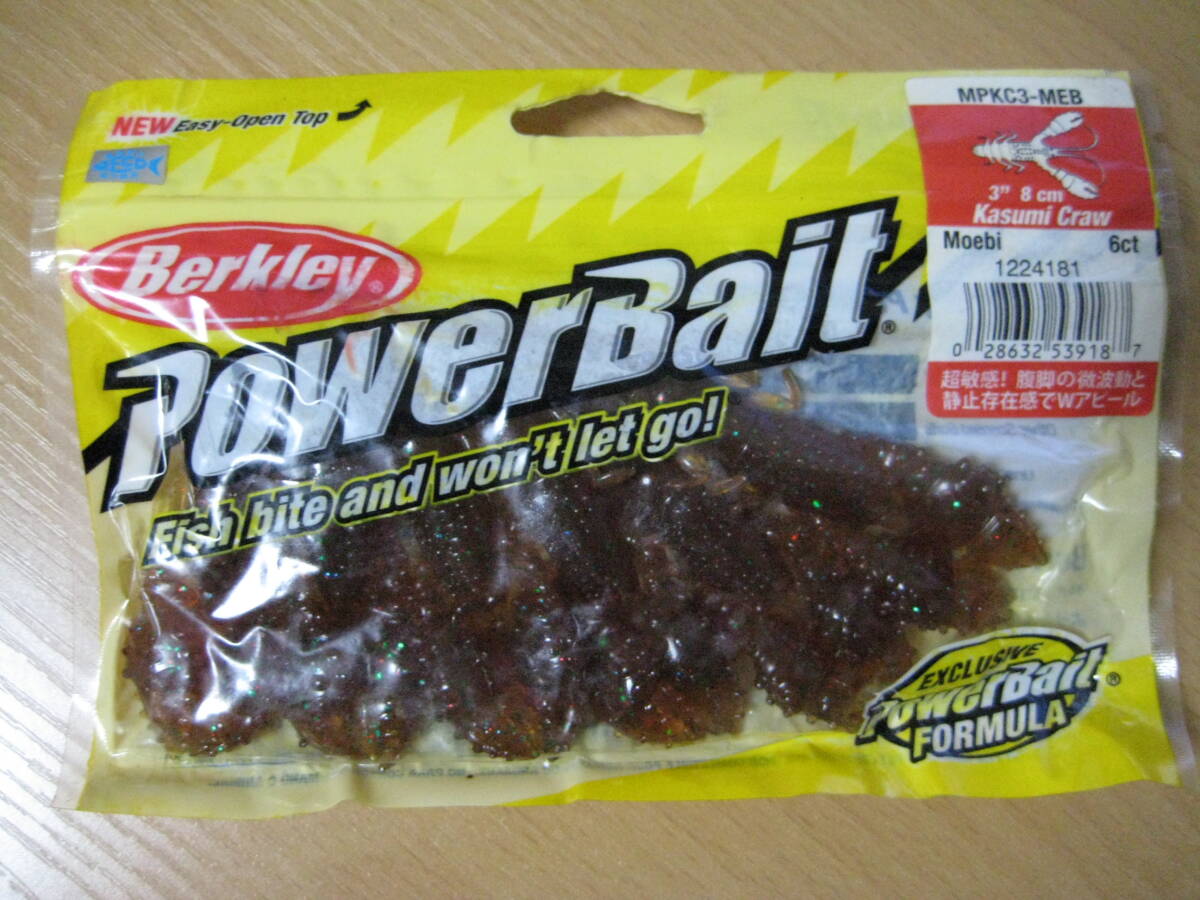 NEW Easy-Open Top
Berkley®
PowerBait®
Fish bite and won't let go!
MPKC3-MEB
3" 8 cm
Kasumi Craw
Moebi 6ct
1224181
0 28632 53918 7
超敏感！腹脚の微波動と
静止存在感でWアピール
EXCLUSIVE
PowerBait®
FORMULA